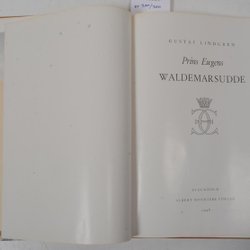 GUSTAF LINDGREN
Prins Eugens
WALDEMARSUDDE
STOCKHOLM
ALBERT BONNIERS FÖRLAG